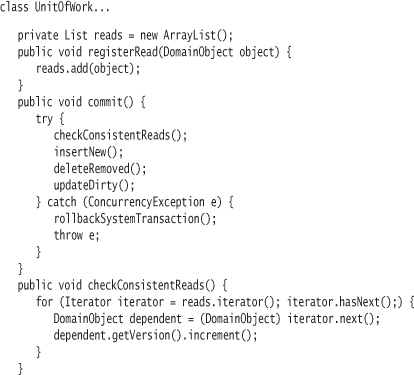 class UnitOfWork...
private List reads = new ArrayList();
public void registerRead(DomainObject object) {
reads.add(object);
}
public void commit() {
try {
checkConsistentReads();
insertNew();
deleteRemoved();
updateDirty();
} catch (ConcurrencyException e) {
rollbackSystemTransaction();
throw e;
}
}
public void checkConsistentReads() {
for (Iterator iterator = reads.iterator(); iterator.hasNext();) {
DomainObject dependent = (DomainObject) iterator.next();
dependent.getVersion().increment();
}
}